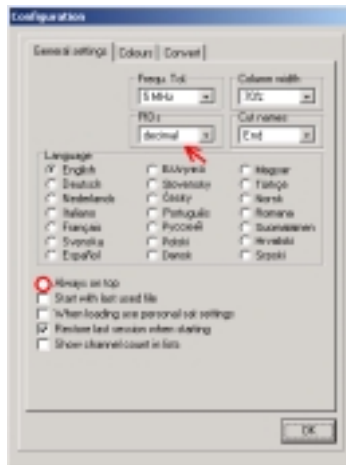 Configuration
General settings Colours Convert
Frequ. Tol. Column width
5 MHz 70%
PIDs Cut names
decimal End
Language
English Ελληνικά Magyar
Deutsch Slovensky Türkçe
Nederlands Česky Norsk
Italiano Português Romana
Français Русский Suomalainen
Svenska Polski Hrvatski
Español Dansk Srpski
Always on top
Start with last used file
When loading use personal sat settings
Restore last session when starting
Show channel count in lists
OK